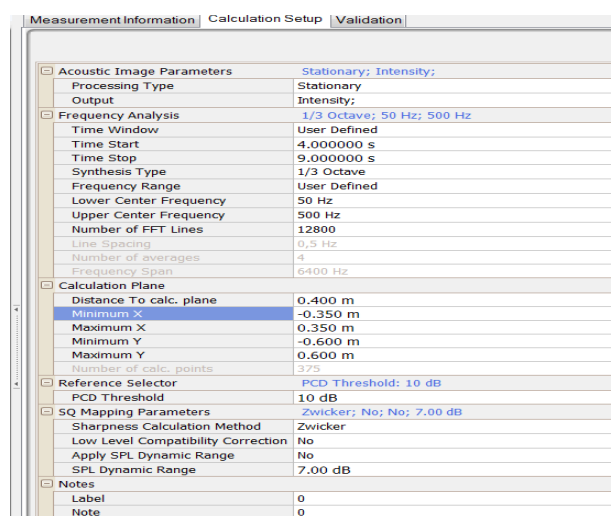 Measurement Information Calculation Setup Validation
Acoustic Image Parameters Stationary; Intensity;
Processing Type Stationary
Output Intensity;
Frequency Analysis 1/3 Octave; 50 Hz; 500 Hz
Time Window User Defined
Time Start 4.000000 s
Time Stop 9.000000 s
Synthesis Type 1/3 Octave
Frequency Range User Defined
Lower Center Frequency 50 Hz
Upper Center Frequency 500 Hz
Number of FFT Lines 12800
Line Spacing 0,5 Hz
Number of averages 4
Frequency Span 6400 Hz
Calculation Plane
Distance To calc. plane 0.400 m
Minimum X -0.350 m
Maximum X 0.350 m
Minimum Y -0.600 m
Maximum Y 0.600 m
Number of calc. points 375
Reference Selector PCD Threshold: 10 dB
PCD Threshold 10 dB
SQ Mapping Parameters Zwicker; No; No; 7.00 dB
Sharpness Calculation Method Zwicker
Low Level Compatibility Correction No
Apply SPL Dynamic Range No
SPL Dynamic Range 7.00 dB
Notes
Label 0
Note 0